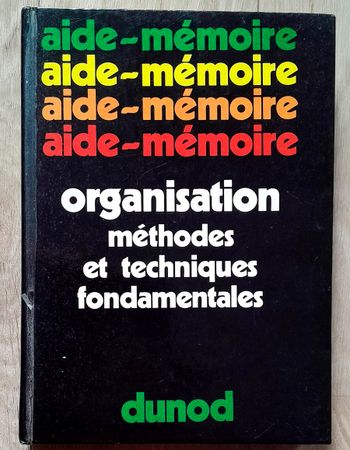 aide-mémoire
aide-mémoire
aide-mémoire
aide-mémoire
organisation
méthodes
et techniques
fondamentales
dunod